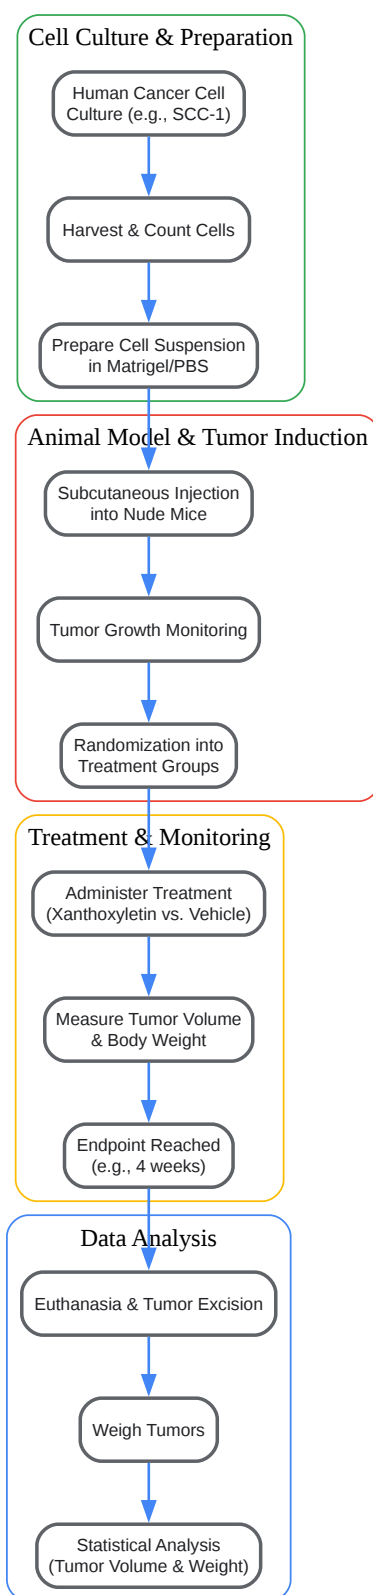 Cell Culture & Preparation
Human Cancer Cell
Culture (e.g., SCC-1)
Harvest & Count Cells
Prepare Cell Suspension
in Matrigel/PBS
Animal Model & Tumor Induction
Subcutaneous Injection
into Nude Mice
Tumor Growth Monitoring
Randomization into
Treatment Groups
Treatment & Monitoring
Administer Treatment
(Xanthoxyletin vs. Vehicle)
Measure Tumor Volume
& Body Weight
Endpoint Reached
(e.g., 4 weeks)
Data Analysis
Euthanasia & Tumor Excision
Weigh Tumors
Statistical Analysis
(Tumor Volume & Weight)